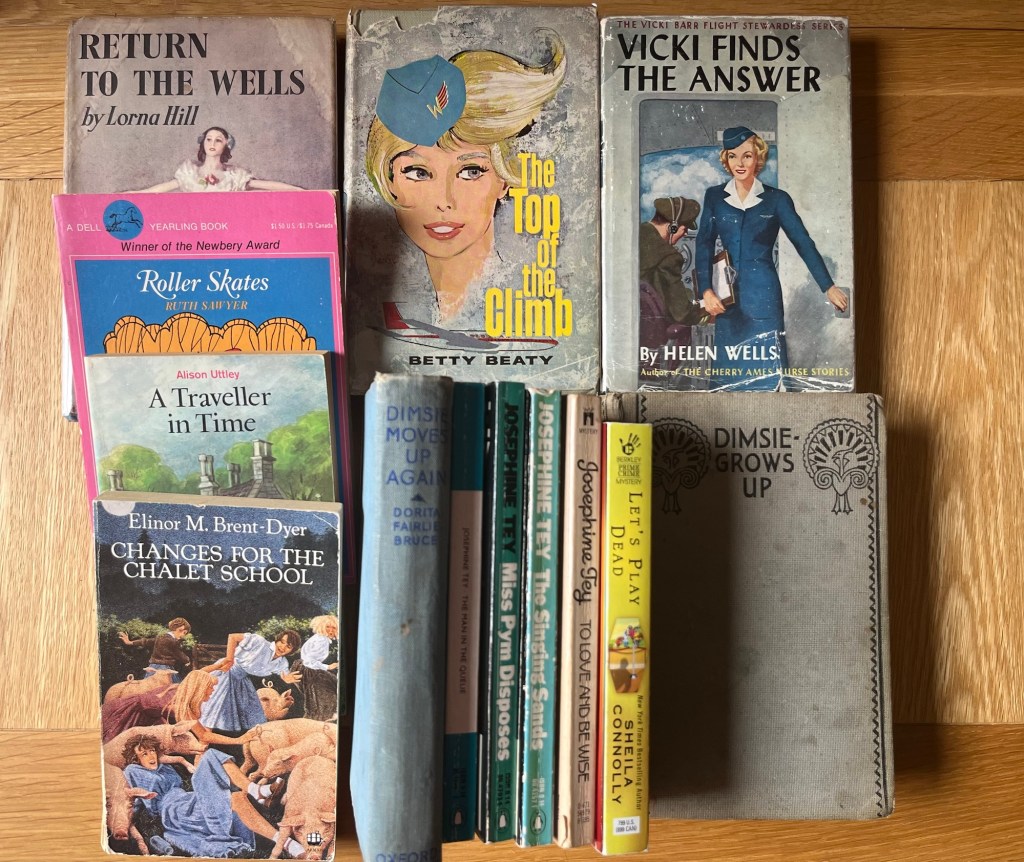 RETURN
TO THE WELLS
by Lorna Hill
The
Top
of
the
Climb
BETTY BEATY
THE VICKI BARR FLIGHT STEWARDESS SERIES
VICKI FINDS
THE ANSWER
By HELEN WELLS
Author of THE CHERRY AMES NURSE STORIES
A DELL
YEARLING BOOK
$1.50 U.S./$1.75 Canada
Winner of the Newbery Award
Roller Skates
RUTH SAWYER
Alison Uttley
A Traveller
in Time
Elinor M. Brent-Dyer
CHANGES FOR THE
CHALET SCHOOL
DIMSIE
MOVES
UP
AGAIN
DORITA
FAIRLIE
BRUCE
OXFORD
JOSEPHINE TEY THE MAN IN THE QUEUE
JOSEPHINE TEY Miss Pym Disposes
JOSEPHINE TEY The Singing Sands
Josephine Tey TO LOVE AND BE WISE
BERKLEY
PRIME CRIME
MYSTERY
LET'S PLAY
DEAD
New York Times Bestselling Author
SHEILA
CONNOLLY
DIMSIE-
GROWS
UP